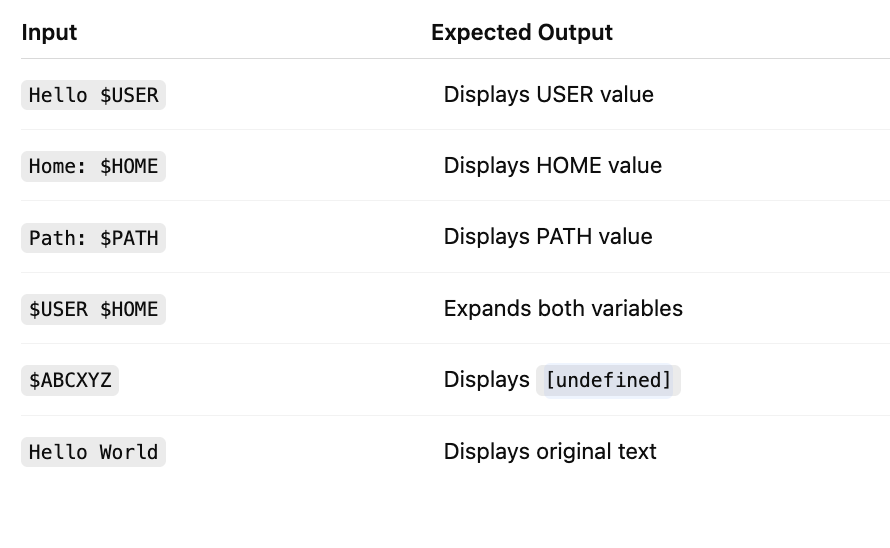 Input Expected Output
Hello $USER Displays USER value
Home: $HOME Displays HOME value
Path: $PATH Displays PATH value
$USER $HOME Expands both variables
$ABCXYZ Displays [undefined]
Hello World Displays original text